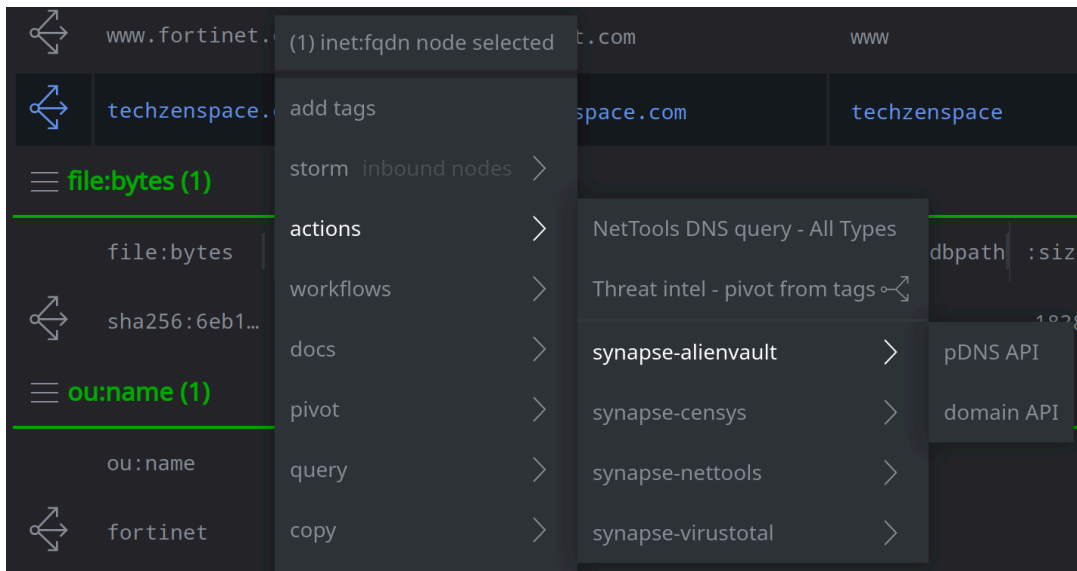 www.fortinet.
(1) inet:fqdn node selected
t.com
www
techzenspace.
add tags
space.com
techzenspace
storm inbound nodes
file:bytes (1)
actions
NetTools DNS query - All Types
file:bytes
dbpath
:siz
workflows
Threat intel - pivot from tags
sha256:6eb1…
docs
synapse-alienvault
pDNS API
ou:name (1)
pivot
synapse-censys
domain API
ou:name
query
synapse-nettools
fortinet
copy
synapse-virustotal